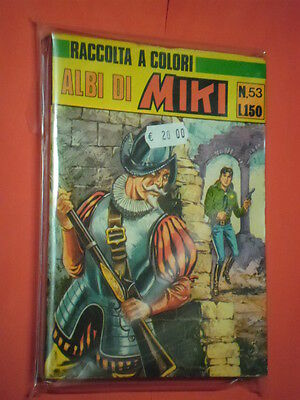 RACCOLTA A COLORI
ALBI DI MIKI
N.53
L.150
€ 20.00